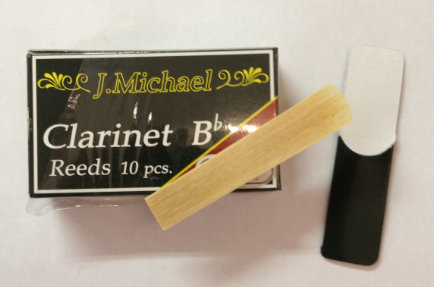 J.Michael
Clarinet B♭
Reeds 10 pcs.